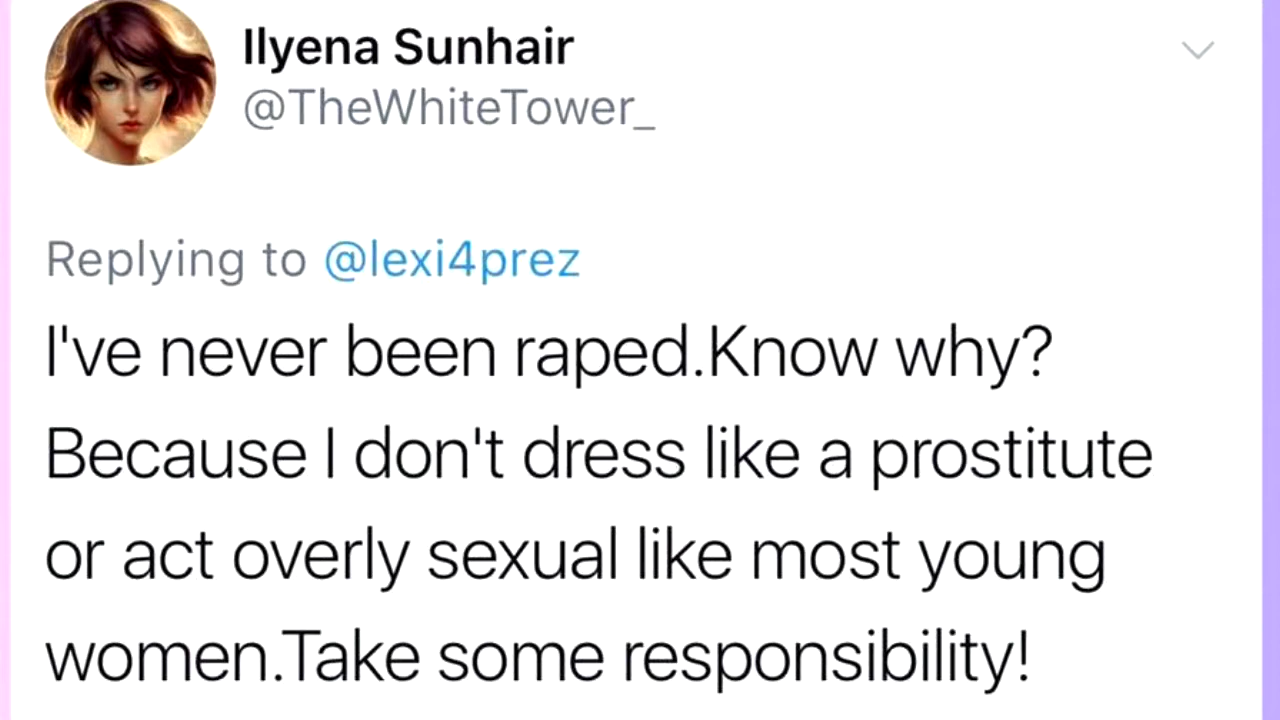 Ilyena Sunhair
@TheWhiteTower_
Replying to @lexi4prez
I've never been raped.Know why?
Because I don't dress like a prostitute
or act overly sexual like most young
women.Take some responsibility!